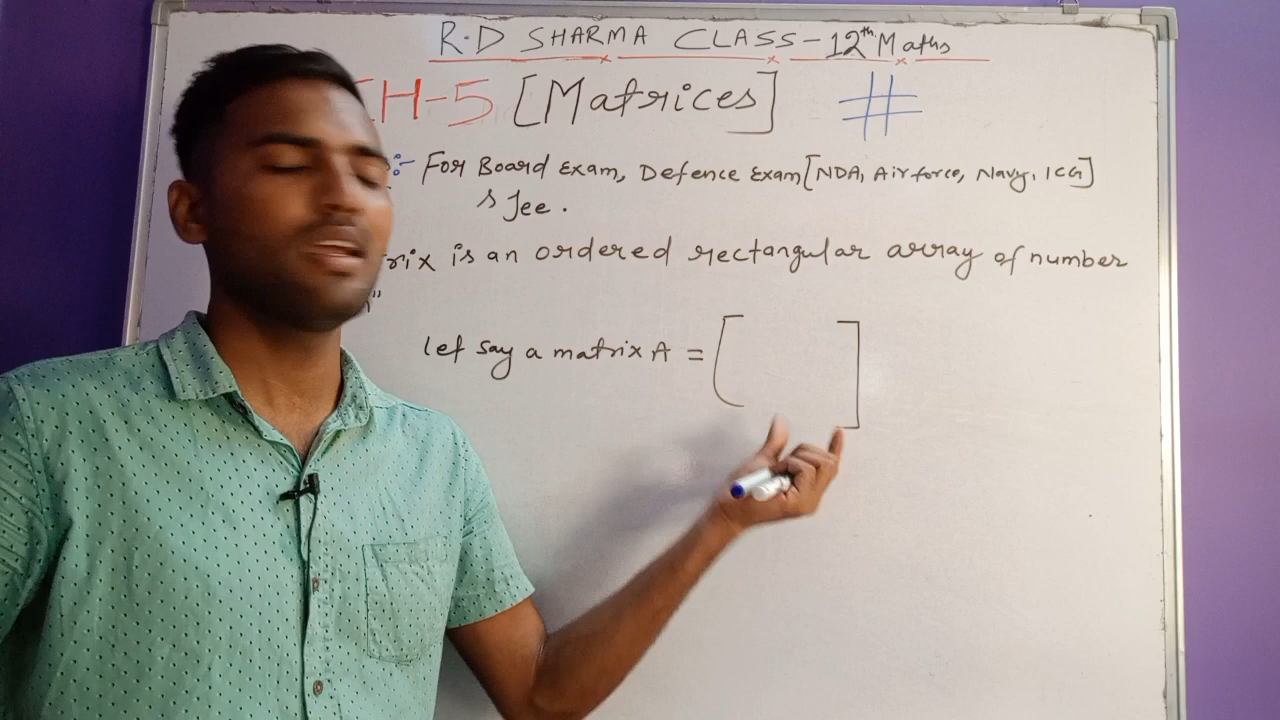 R.D SHARMA CLASS-12th Maths
CH-5 [Matrices] #
:- For Board Exam, Defence Exam [NDA, Airforce, Navy, ICG]
& Jee.
rix is an ordered rectangular array of number
let say a matrix A = [ ]